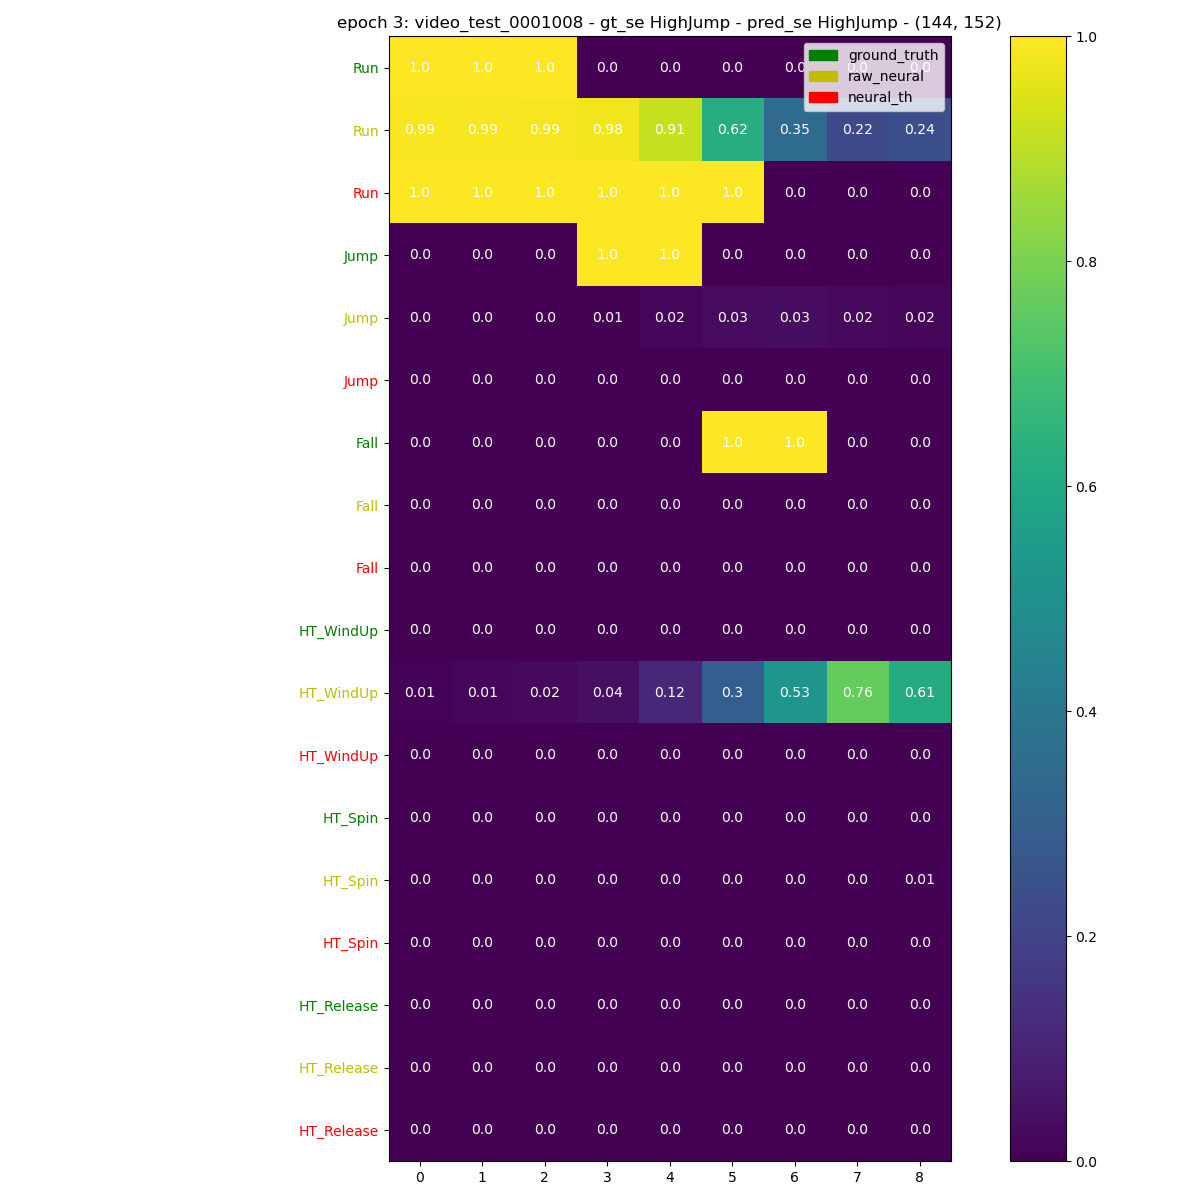 epoch 3: video_test_0001008 - gt_se HighJump - pred_se HighJump - (144, 152)
ground_truth
raw_neural
neural_th
Run 1.0 1.0 1.0 0.0 0.0 0.0 0.0 0.0 0.0
Run 0.99 0.99 0.99 0.98 0.91 0.62 0.35 0.22 0.24
Run 1.0 1.0 1.0 1.0 1.0 1.0 0.0 0.0 0.0
Jump 0.0 0.0 0.0 1.0 1.0 0.0 0.0 0.0 0.0
Jump 0.0 0.0 0.0 0.01 0.02 0.03 0.03 0.02 0.02
Jump 0.0 0.0 0.0 0.0 0.0 0.0 0.0 0.0 0.0
Fall 0.0 0.0 0.0 0.0 0.0 1.0 1.0 0.0 0.0
Fall 0.0 0.0 0.0 0.0 0.0 0.0 0.0 0.0 0.0
Fall 0.0 0.0 0.0 0.0 0.0 0.0 0.0 0.0 0.0
HT_WindUp 0.0 0.0 0.0 0.0 0.0 0.0 0.0 0.0 0.0
HT_WindUp 0.01 0.01 0.02 0.04 0.12 0.3 0.53 0.76 0.61
HT_WindUp 0.0 0.0 0.0 0.0 0.0 0.0 0.0 0.0 0.0
HT_Spin 0.0 0.0 0.0 0.0 0.0 0.0 0.0 0.0 0.0
HT_Spin 0.0 0.0 0.0 0.0 0.0 0.0 0.0 0.0 0.01
HT_Spin 0.0 0.0 0.0 0.0 0.0 0.0 0.0 0.0 0.0
HT_Release 0.0 0.0 0.0 0.0 0.0 0.0 0.0 0.0 0.0
HT_Release 0.0 0.0 0.0 0.0 0.0 0.0 0.0 0.0 0.0
HT_Release 0.0 0.0 0.0 0.0 0.0 0.0 0.0 0.0 0.0
0 1 2 3 4 5 6 7 8
1.0
0.8
0.6
0.4
0.2
0.0